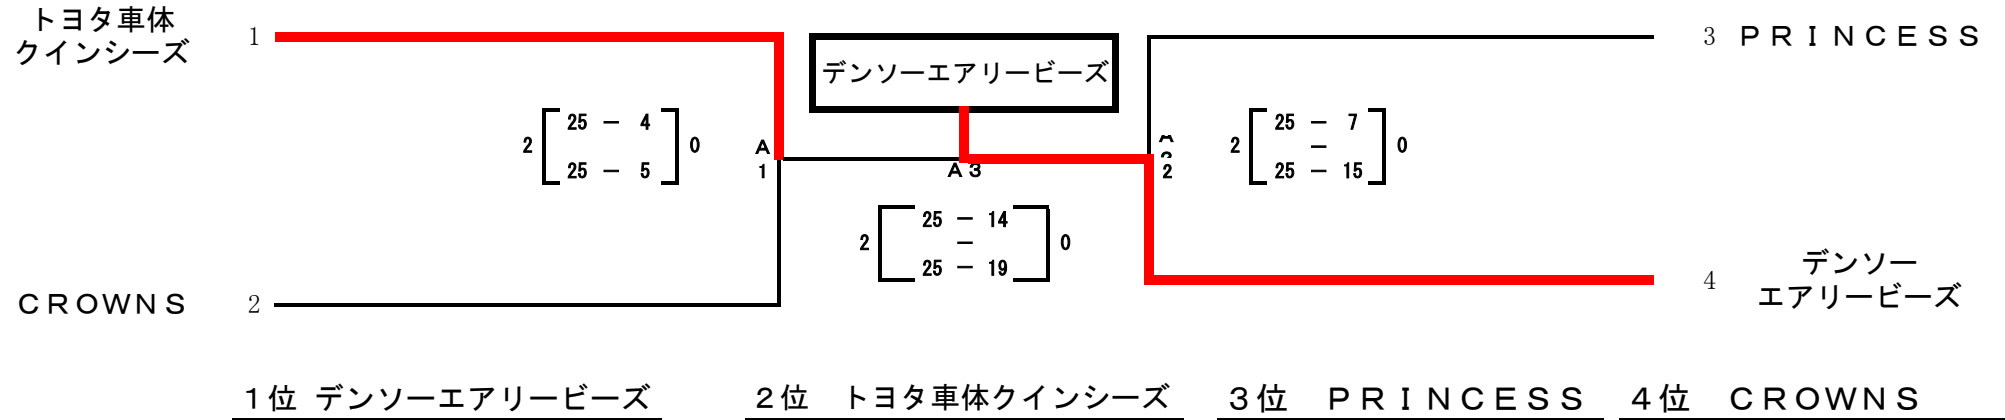 トヨタ車体
クインシーズ
1
デンソーエアリービーズ
3 ＰＲＩＮＣＥＳＳ
2 25 － 4 0
25 － 5
Ａ
1
Ａ３
2
2 25 － 7 0
－
25 － 15
2 25 － 14 0
－
25 － 19
ＣＲＯＷＮＳ 2
4 デンソー
エアリービーズ
１位 デンソーエアリービーズ ２位 トヨタ車体クインシーズ ３位 ＰＲＩＮＣＥＳＳ ４位 ＣＲＯＷＮＳ